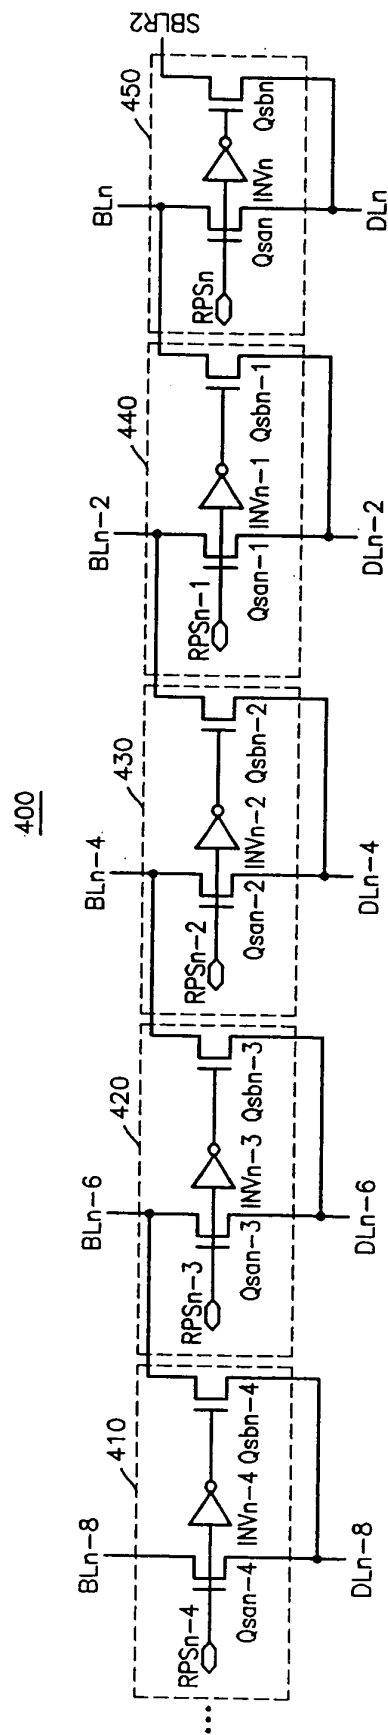 400
410
420
430
440
450
BLn-8
BLn-6
BLn-4
BLn-2
BLn
SBLR2
RPSn-4
Qsan-4
INVn-4
Qsbn-4
RPSn-3
Qsan-3
INVn-3
Qsbn-3
RPSn-2
Qsan-2
INVn-2
Qsbn-2
RPSn-1
Qsan-1
INVn-1
Qsbn-1
RPSn
Qsan
INVn
Qsbn
DLn-8
DLn-6
DLn-4
DLn-2
DLn
...